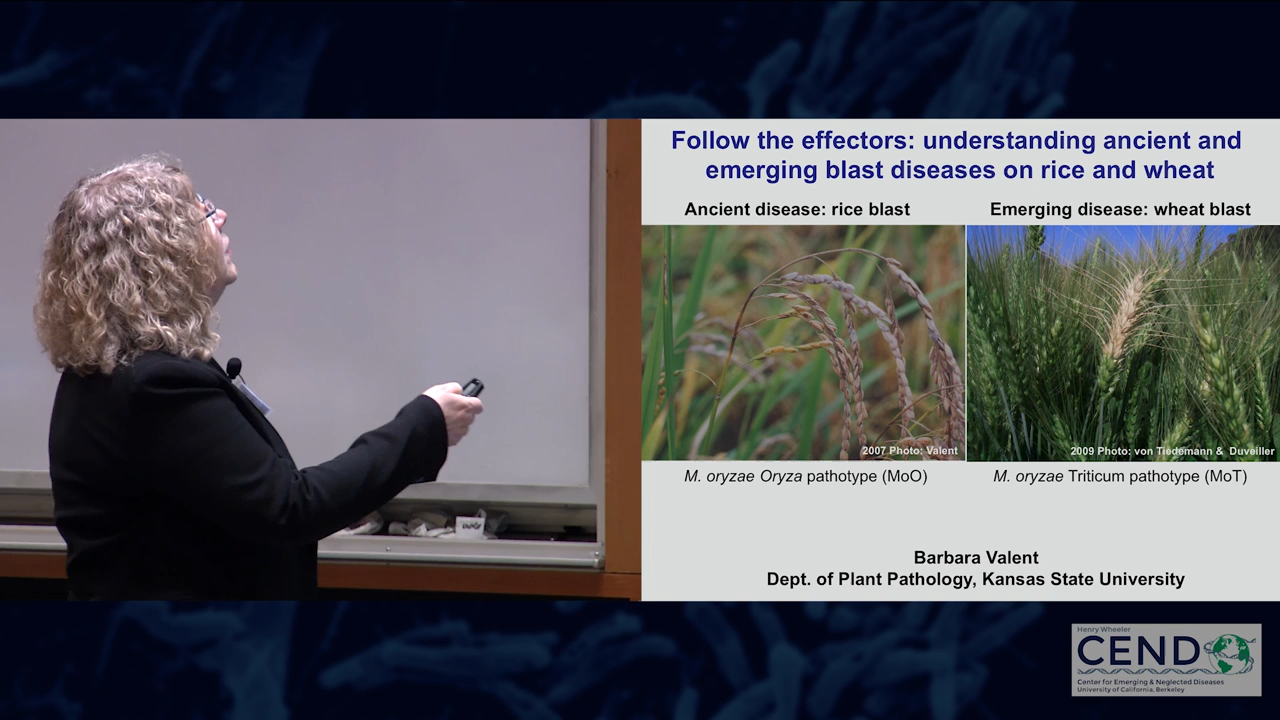 Follow the effectors: understanding ancient and
emerging blast diseases on rice and wheat
Ancient disease: rice blast
Emerging disease: wheat blast
2007 Photo: Valent
2009 Photo: von Tiedemann & Duveiller
M. oryzae Oryza pathotype (MoO)
M. oryzae Triticum pathotype (MoT)
Barbara Valent
Dept. of Plant Pathology, Kansas State University
Henry Wheeler
CEND
Center for Emerging & Neglected Diseases
University of California, Berkeley